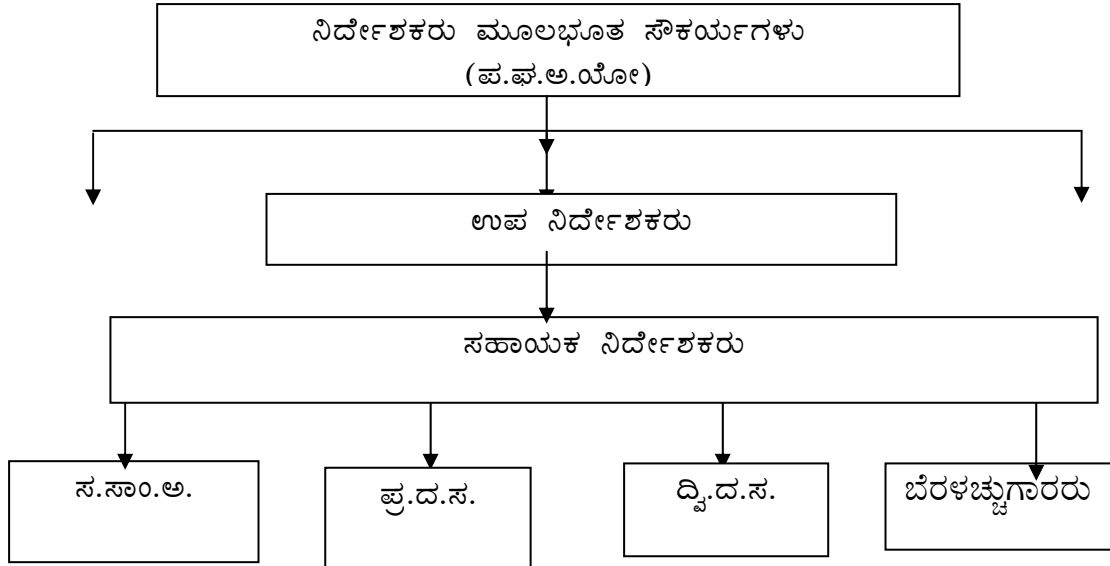 ನಿರ್ದೇಶಕರು ಮೂಲಭೂತ ಸೌಕರ್ಯಗಳು
(ಪ.ಘ.ಅ.ಯೋ)
ಉಪ ನಿರ್ದೇಶಕರು
ಸಹಾಯಕ ನಿರ್ದೇಶಕರು
ಸ.ಸಾಂ.ಅ.
ಪ್ರ.ದ.ಸ.
ದ್ವಿ.ದ.ಸ.
ಬೆರಳಚ್ಚುಗಾರರು